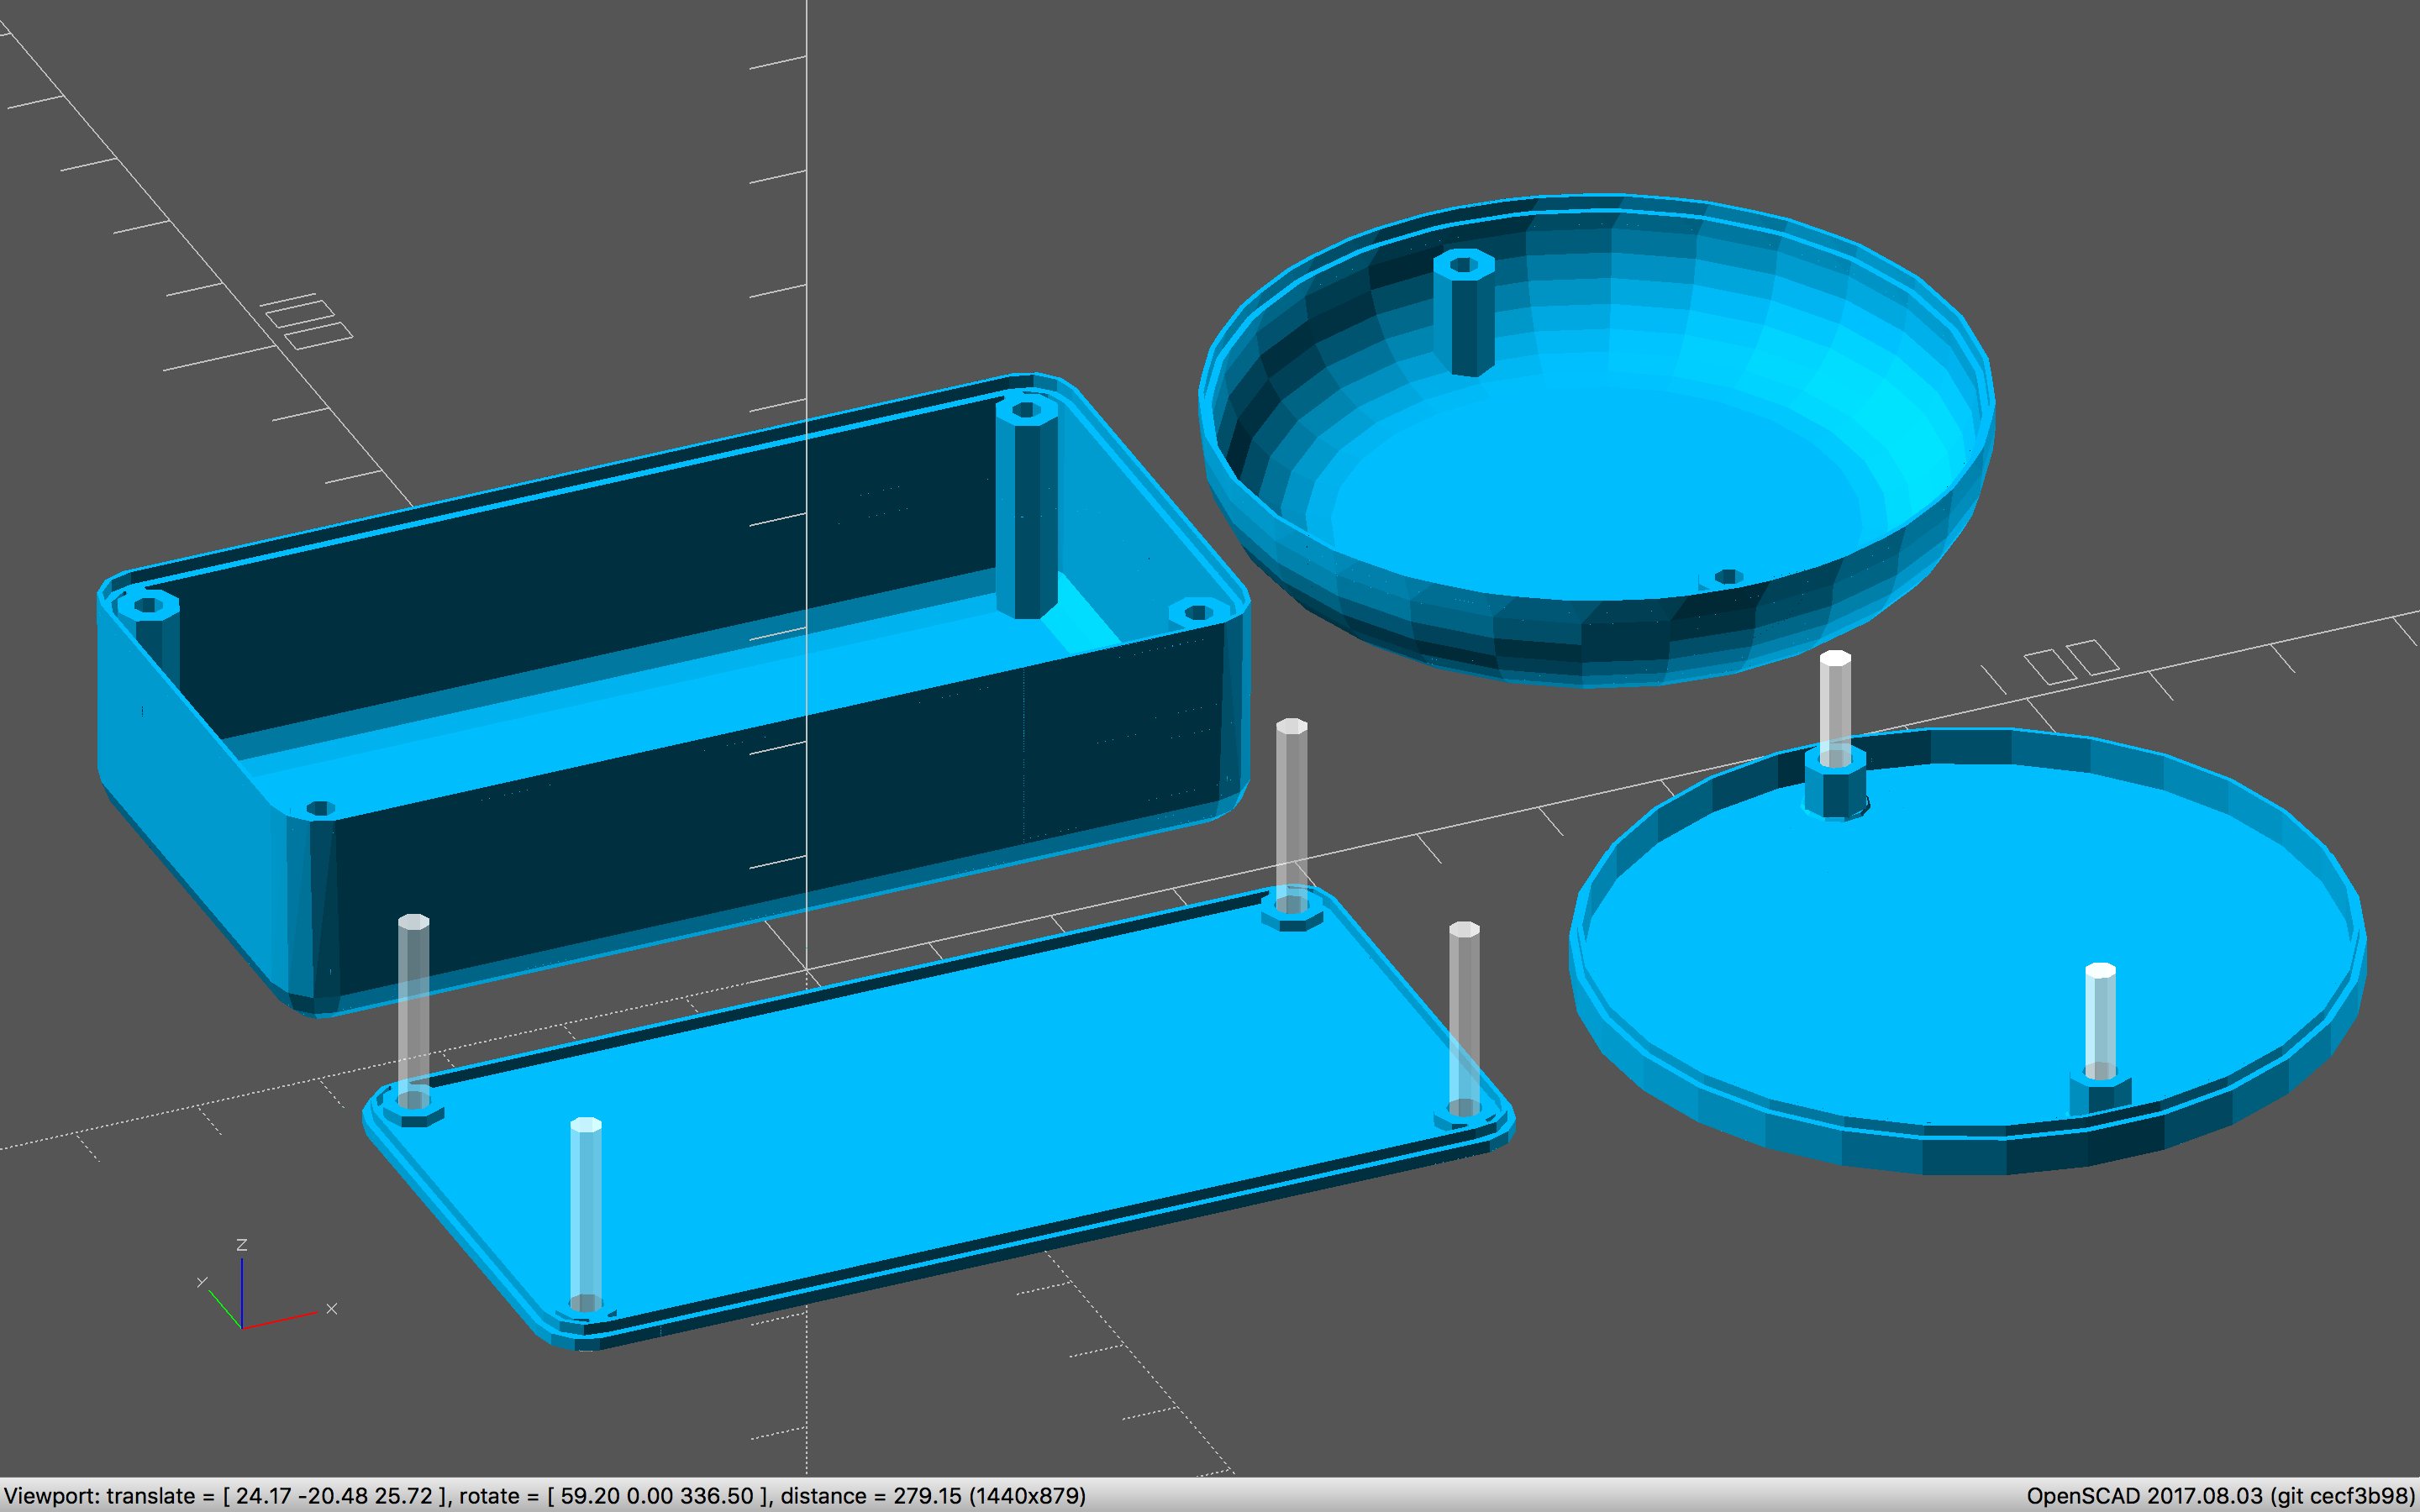 Z
Y
X
Viewport: translate = [ 24.17 -20.48 25.72 ], rotate = [ 59.20 0.00 336.50 ], distance = 279.15 (1440x879)
OpenSCAD 2017.08.03 (git cecf3b98)